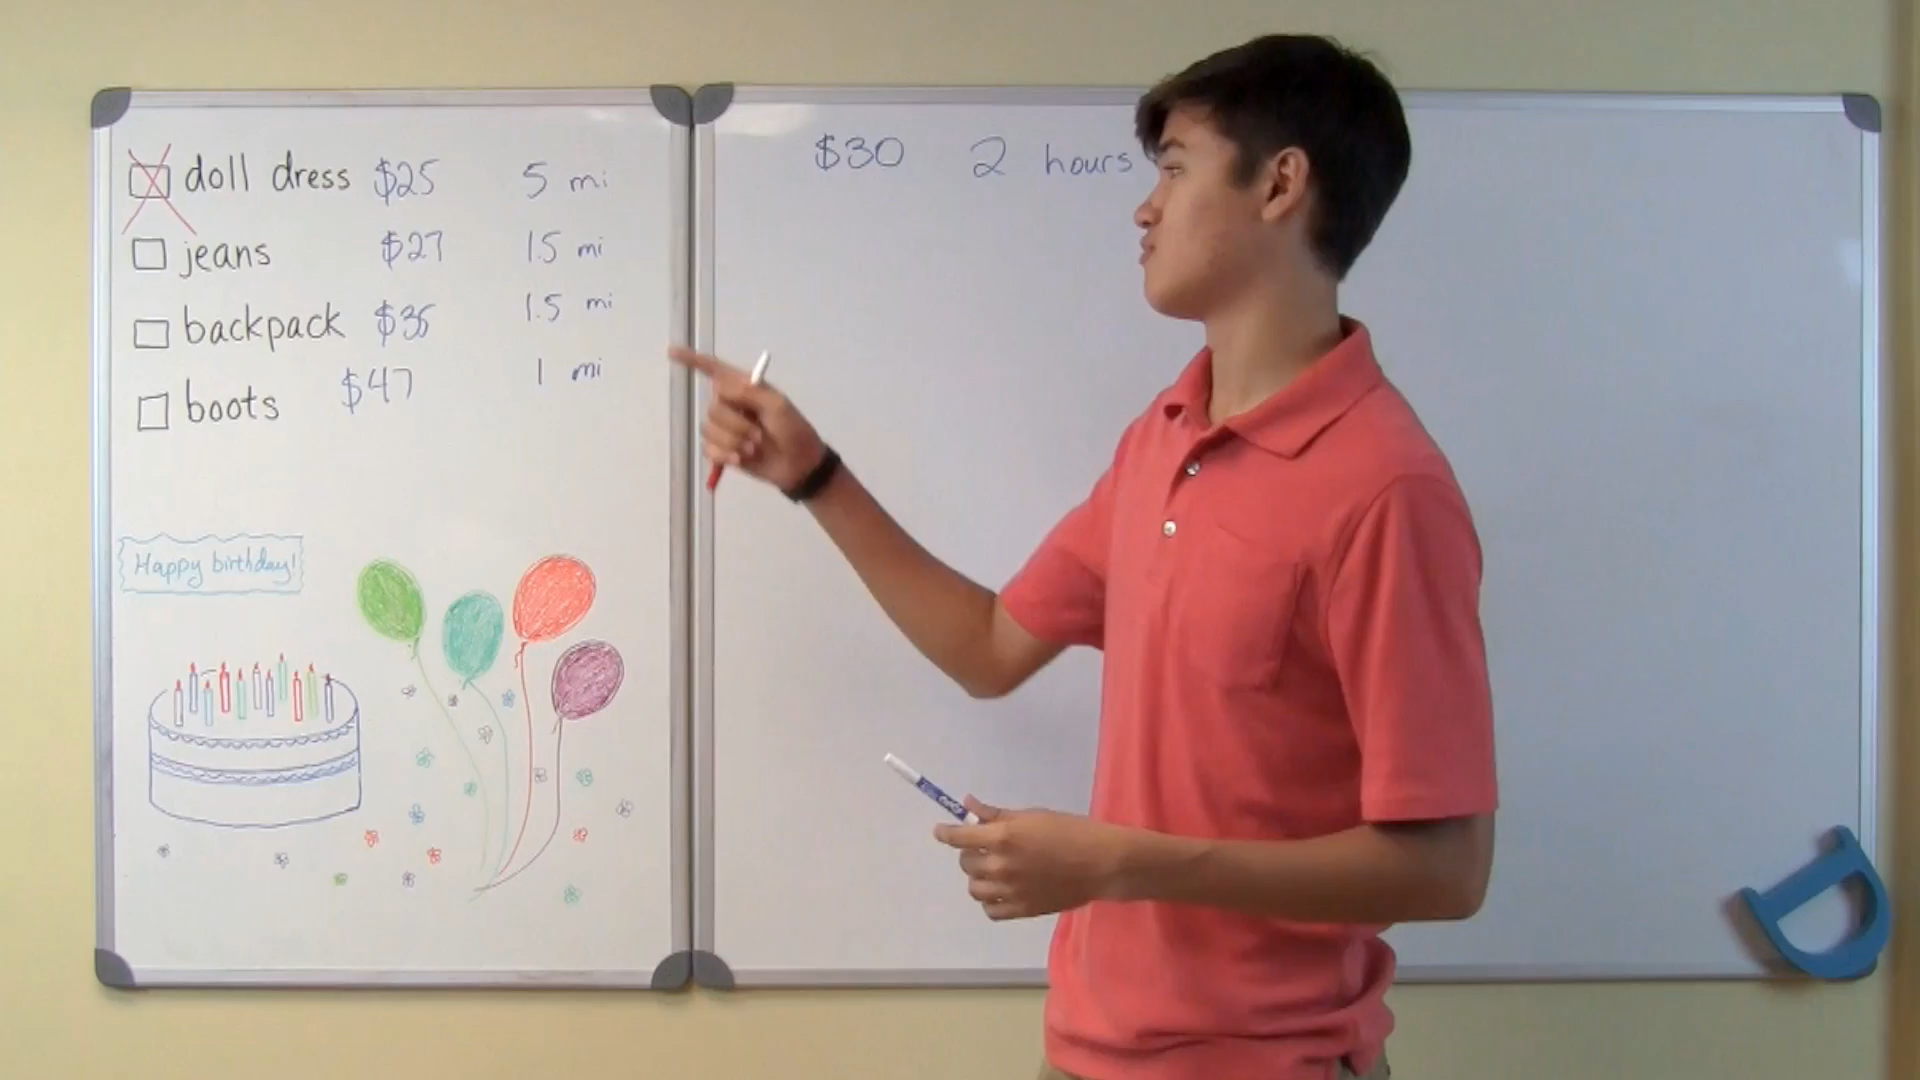 doll dress $25 5 mi
jeans $27 1.5 mi
backpack $35 1.5 mi
boots $47 1 mi
Happy birthday!
$30 2 hours
D